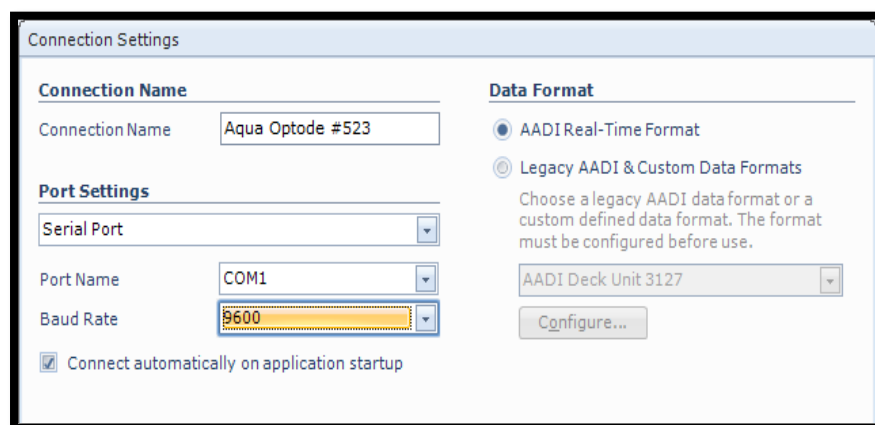 Connection Settings
Connection Name
Connection Name Aqua Optode #523
Port Settings
Serial Port
Port Name COM1
Baud Rate 9600
Connect automatically on application startup
Data Format
AADI Real-Time Format
Legacy AADI & Custom Data Formats
Choose a legacy AADI data format or a
custom defined data format. The format
must be configured before use.
AADI Deck Unit 3127
Configure...